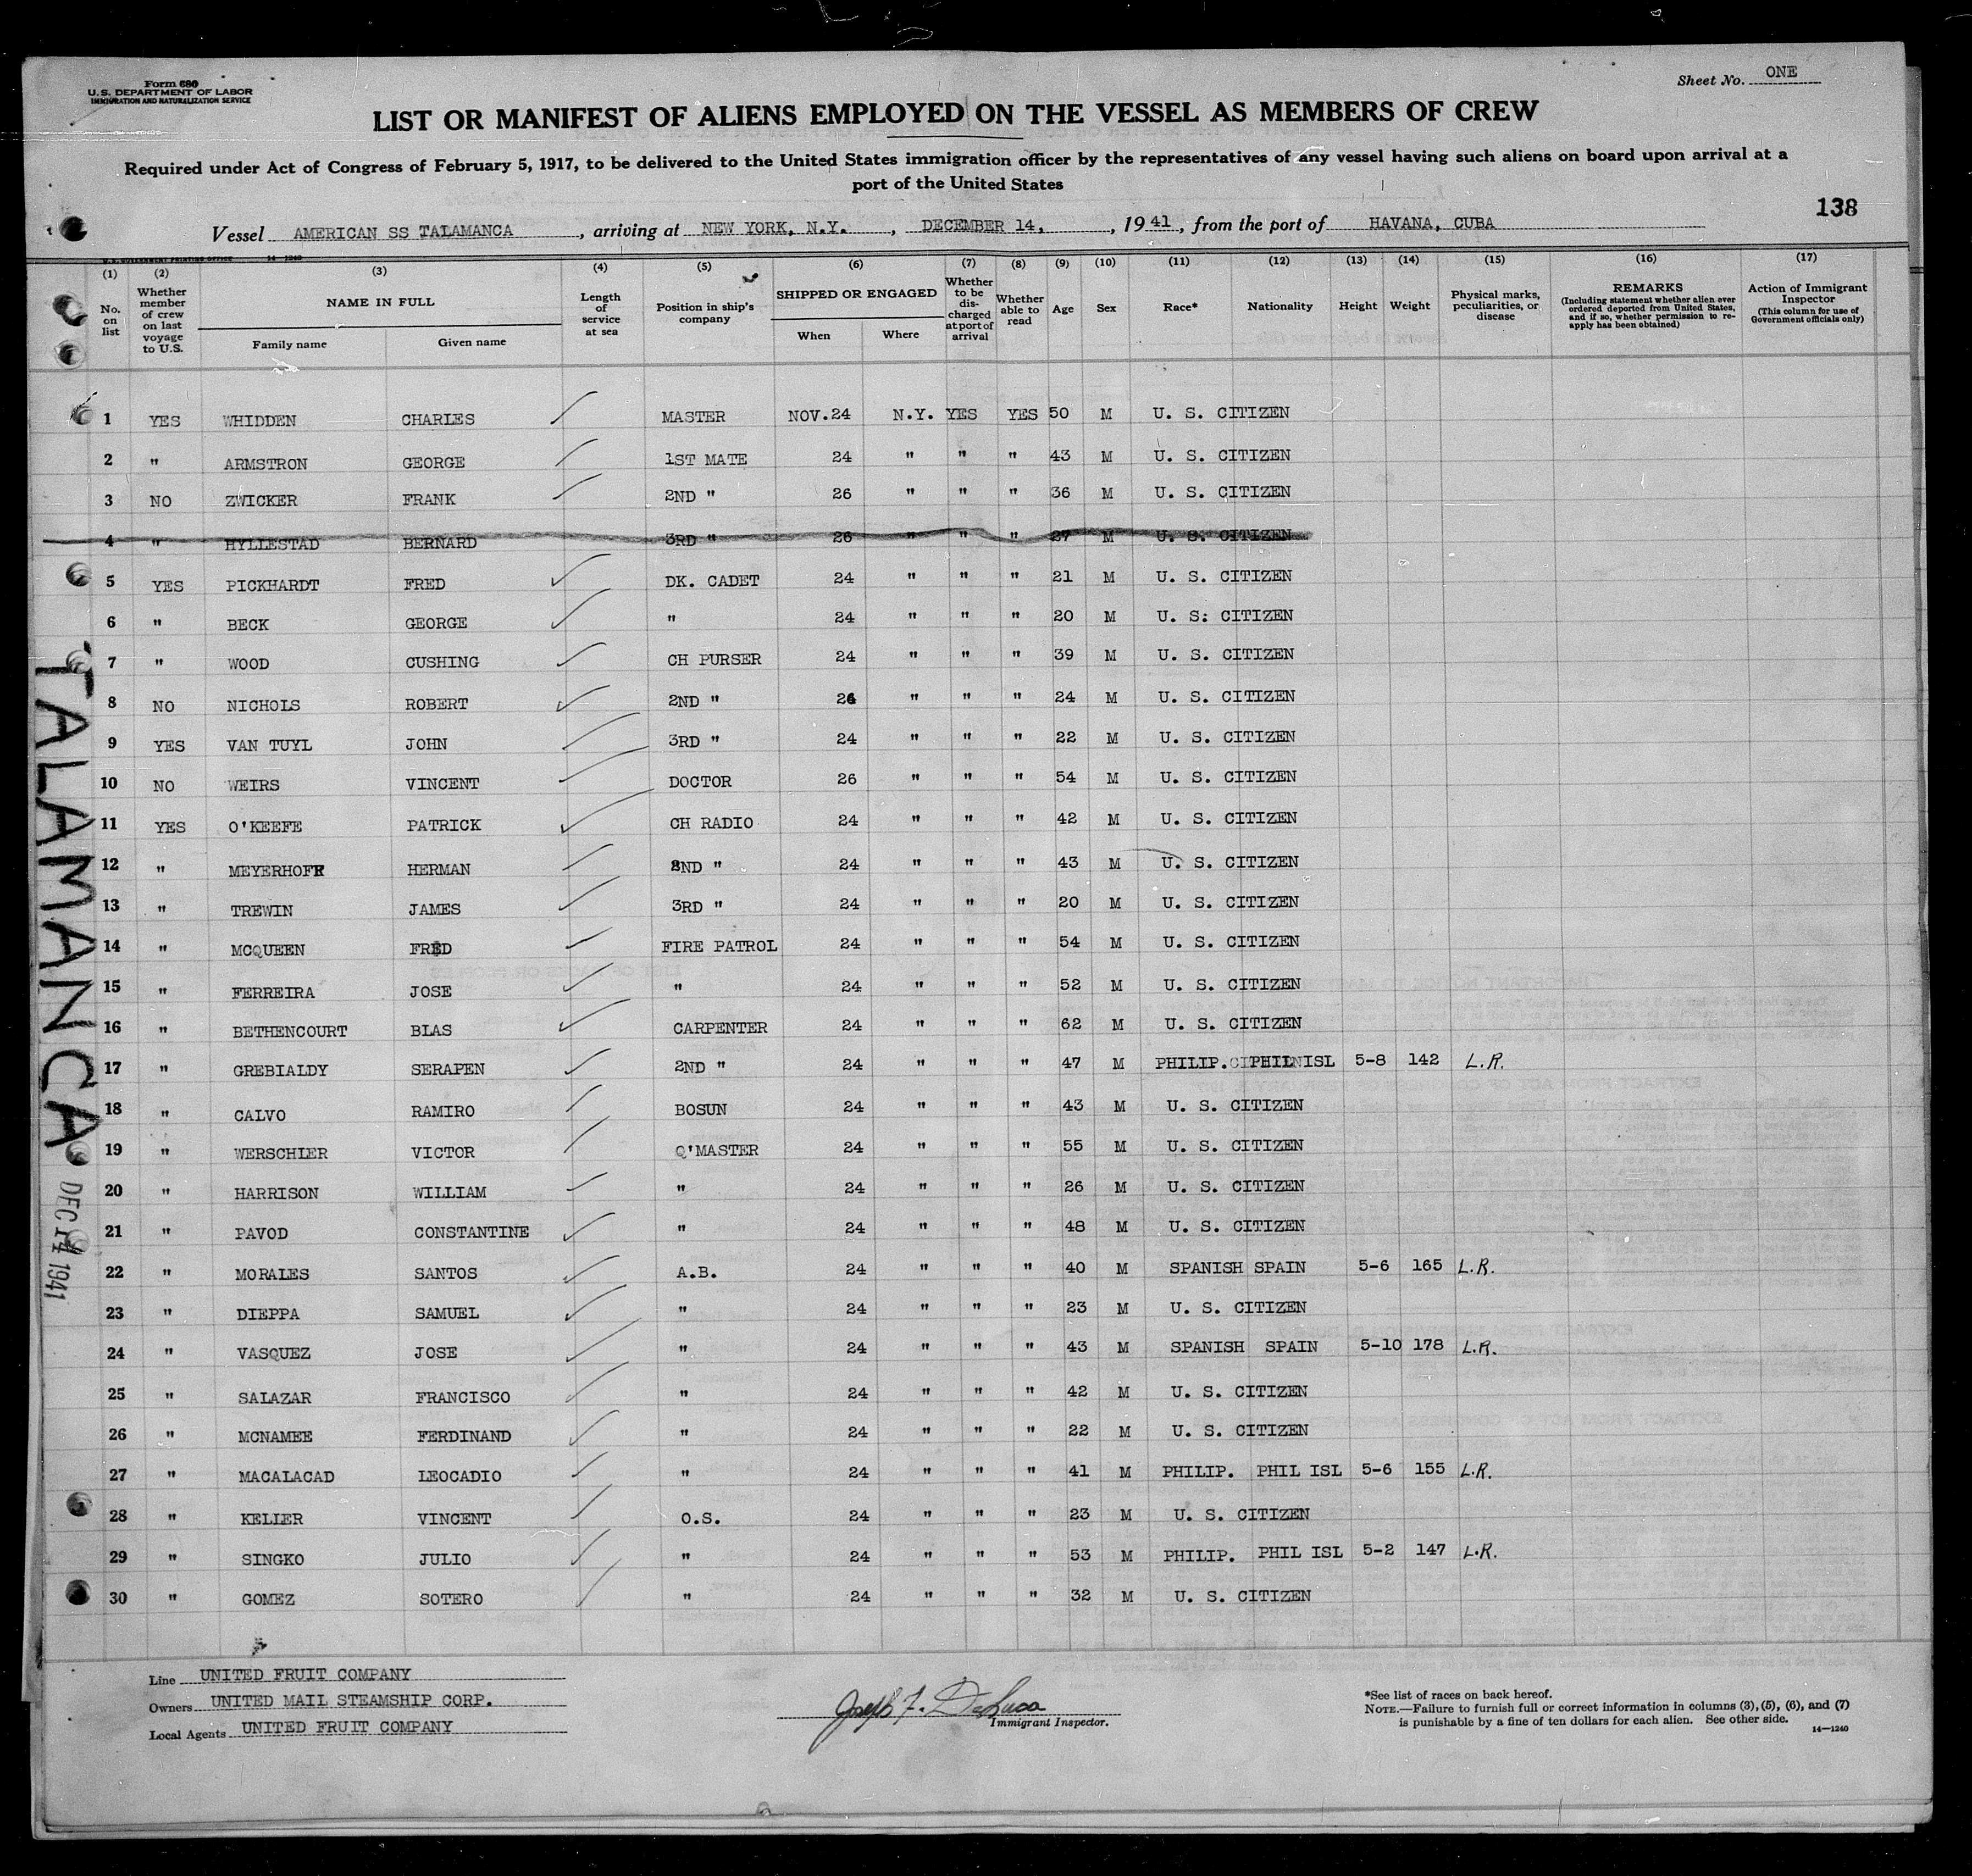 Form 680
U. S. DEPARTMENT OF LABOR
IMMIGRATION AND NATURALIZATION SERVICE
Sheet No. ONE
LIST OR MANIFEST OF ALIENS EMPLOYED ON THE VESSEL AS MEMBERS OF CREW
Required under Act of Congress of February 5, 1917, to be delivered to the United States immigration officer by the representatives of any vessel having such aliens on board upon arrival at a
port of the United States
138
Vessel AMERICAN SS TALAMANCA, arriving at NEW YORK, N.Y., DECEMBER 14, 1941, from the port of HAVANA, CUBA
(1) (2) (3) (4) (5) (6) (7) (8) (9) (10) (11) (12) (13) (14) (15) (16) (17)
No. on list
Whether member of crew on last voyage to U.S.
NAME IN FULL
Family name Given name
Length of service at sea
Position in ship's company
SHIPPED OR ENGAGED
When Where
Whether to be discharged at port of arrival
Whether able to read
Age
Sex
Race*
Nationality
Height
Weight
Physical marks, peculiarities, or disease
REMARKS
(Including statement whether alien ever ordered deported from United States, and if so, whether permission to reapply has been obtained)
Action of Immigrant Inspector
(This column for use of Government officials only)
1 YES WHIDDEN CHARLES MASTER NOV.24 N.Y. YES YES 50 M U. S. CITIZEN
2 " ARMSTRON GEORGE 1ST MATE 24 " " " 43 M U. S. CITIZEN
3 NO ZWICKER FRANK 2ND " 26 " " " 36 M U. S. CITIZEN
4 " HYLLESTAD BERNARD 3RD " 26 " " " 27 M U. S. CITIZEN
5 YES PICKHARDT FRED DK. CADET 24 " " " 21 M U. S. CITIZEN
6 " BECK GEORGE " 24 " " " 20 M U. S: CITIZEN
7 " WOOD CUSHING CH PURSER 24 " " " 39 M U. S. CITIZEN
8 NO NICHOLS ROBERT 2ND " 26 " " " 24 M U. S. CITIZEN
9 YES VAN TUYL JOHN 3RD " 24 " " " 22 M U. S. CITIZEN
10 NO WEIRS VINCENT DOCTOR 26 " " " 54 M U. S. CITIZEN
11 YES O'KEEFE PATRICK CH RADIO 24 " " " 42 M U. S. CITIZEN
12 " MEYERHOFF HERMAN 2ND " 24 " " " 43 M U. S. CITIZEN
13 " TREWIN JAMES 3RD " 24 " " " 20 M U. S. CITIZEN
14 " MCQUEEN FRED FIRE PATROL 24 " " " 54 M U. S. CITIZEN
15 " FERREIRA JOSE " 24 " " " 52 M U. S. CITIZEN
16 " BETHENCOURT BLAS CARPENTER 24 " " " 62 M U. S. CITIZEN
17 " GREBIALDY SERAPEN 2ND " 24 " " " 47 M PHILIP. PHIL ISL 5-8 142 L.R.
18 " CALVO RAMIRO BOSUN 24 " " " 43 M U. S. CITIZEN
19 " WERSCHLER VICTOR Q'MASTER 24 " " " 55 M U. S. CITIZEN
20 " HARRISON WILLIAM " 24 " " " 26 M U. S. CITIZEN
21 " PAVOD CONSTANTINE " 24 " " " 48 M U. S. CITIZEN
22 " MORALES SANTOS A.B. 24 " " " 40 M SPANISH SPAIN 5-6 165 L.R.
23 " DIEPPA SAMUEL " 24 " " " 23 M U. S. CITIZEN
24 " VASQUEZ JOSE " 24 " " " 43 M SPANISH SPAIN 5-10 178 L.R.
25 " SALAZAR FRANCISCO " 24 " " " 42 M U. S. CITIZEN
26 " MCNAMEE FERDINAND " 24 " " " 22 M U. S. CITIZEN
27 " MACALACAD LEOCADIO " 24 " " " 41 M PHILIP. PHIL ISL 5-6 155 L.R.
28 " KELLER VINCENT O.S. 24 " " " 23 M U. S. CITIZEN
29 " SINGKO JULIO " 24 " " " 53 M PHILIP. PHIL ISL 5-2 147 L.R.
30 " GOMEZ SOTERO " 24 " " " 32 M U. S. CITIZEN
TALAMANCA
DEC 14 1941
Line UNITED FRUIT COMPANY
Owners UNITED MAIL STEAMSHIP CORP.
Local Agents UNITED FRUIT COMPANY
Joseph F.
Immigrant Inspector.
*See list of races on back hereof.
NOTE.—Failure to furnish full or correct information in columns (3), (5), (6), and (7)
is punishable by a fine of ten dollars for each alien. See other side.
14—1240